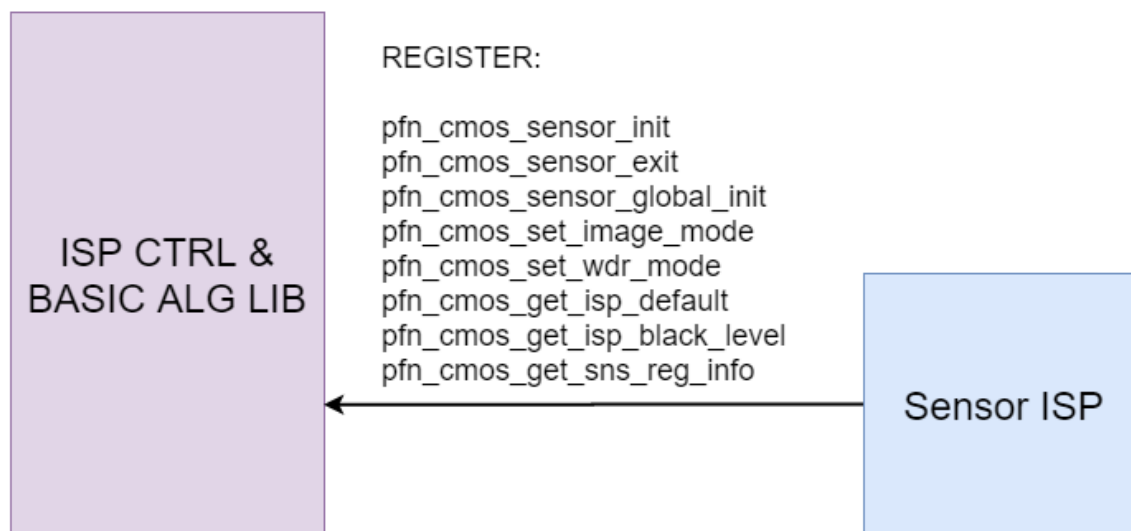 ISP CTRL &
BASIC ALG LIB
REGISTER:
pfn_cmos_sensor_init
pfn_cmos_sensor_exit
pfn_cmos_sensor_global_init
pfn_cmos_set_image_mode
pfn_cmos_set_wdr_mode
pfn_cmos_get_isp_default
pfn_cmos_get_isp_black_level
pfn_cmos_get_sns_reg_info
Sensor ISP